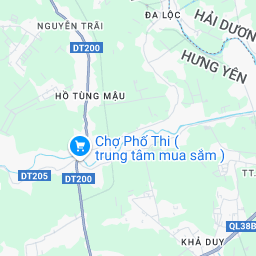 ĐA LỘC
NGUYỄN TRÃI
HẢI DƯƠN
HƯNG YÊN
DT200
HỒ TÙNG MẬU
Chợ Phố Thi (
trung tâm mua sắm )
DT205
DT200
TT.
QL38B
KHẢ DUY